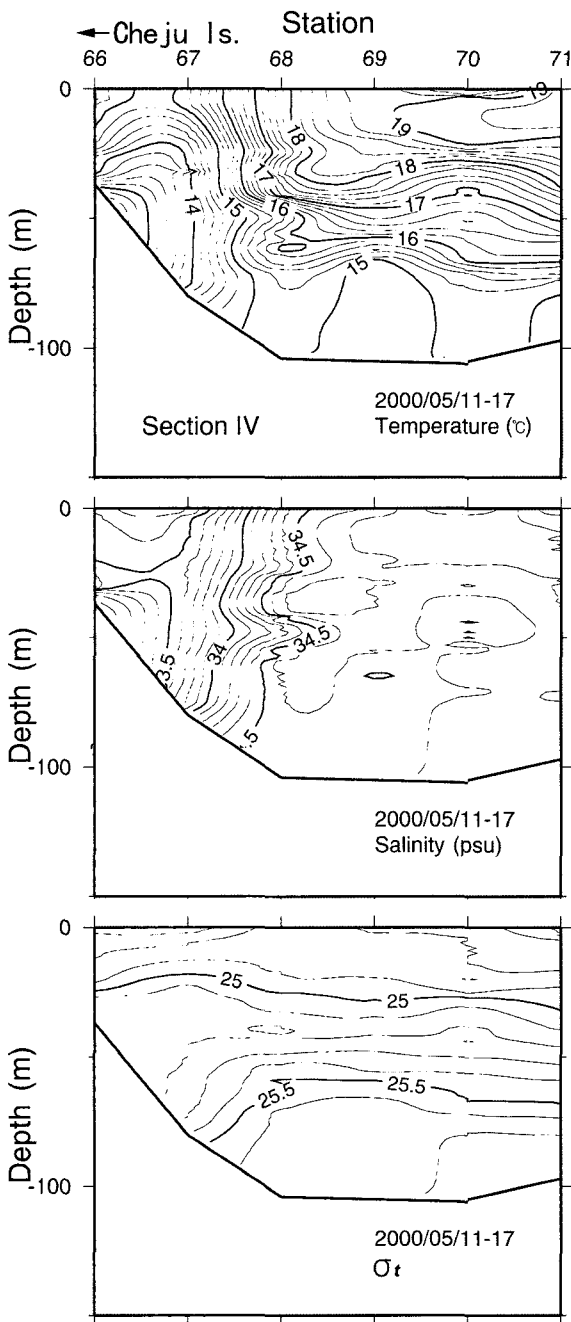 ← Cheju Is.
Station
66 67 68 69 70 71
0
-100
Depth (m)
19
19
18
18
17
17
16
16
15
15
14
Section IV
2000/05/11-17
Temperature (℃)
0
-100
Depth (m)
34.5
34.5
34
3.5
.5
2000/05/11-17
Salinity (psu)
0
-100
Depth (m)
25
25
25.5
25.5
2000/05/11-17
σt